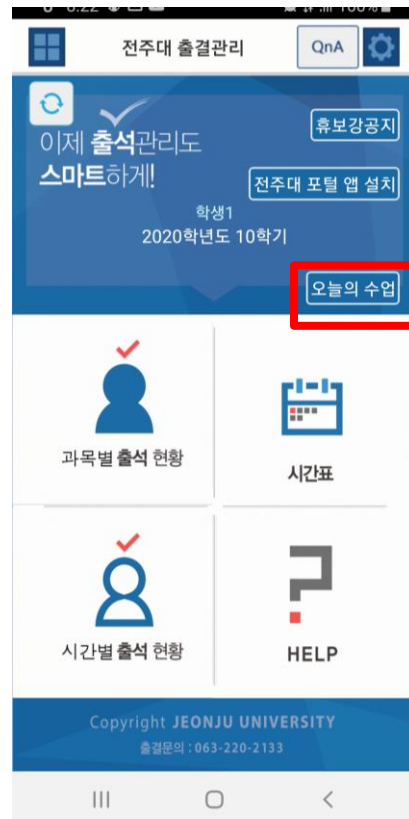 전주대 출결관리
QnA
이제 출석관리도
스마트하게!
휴보강공지
전주대 포털 앱 설치
학생1
2020학년도 10학기
오늘의 수업
과목별 출석 현황
시간표
시간별 출석 현황
HELP
Copyright JEONJU UNIVERSITY
출결문의 : 063-220-2133